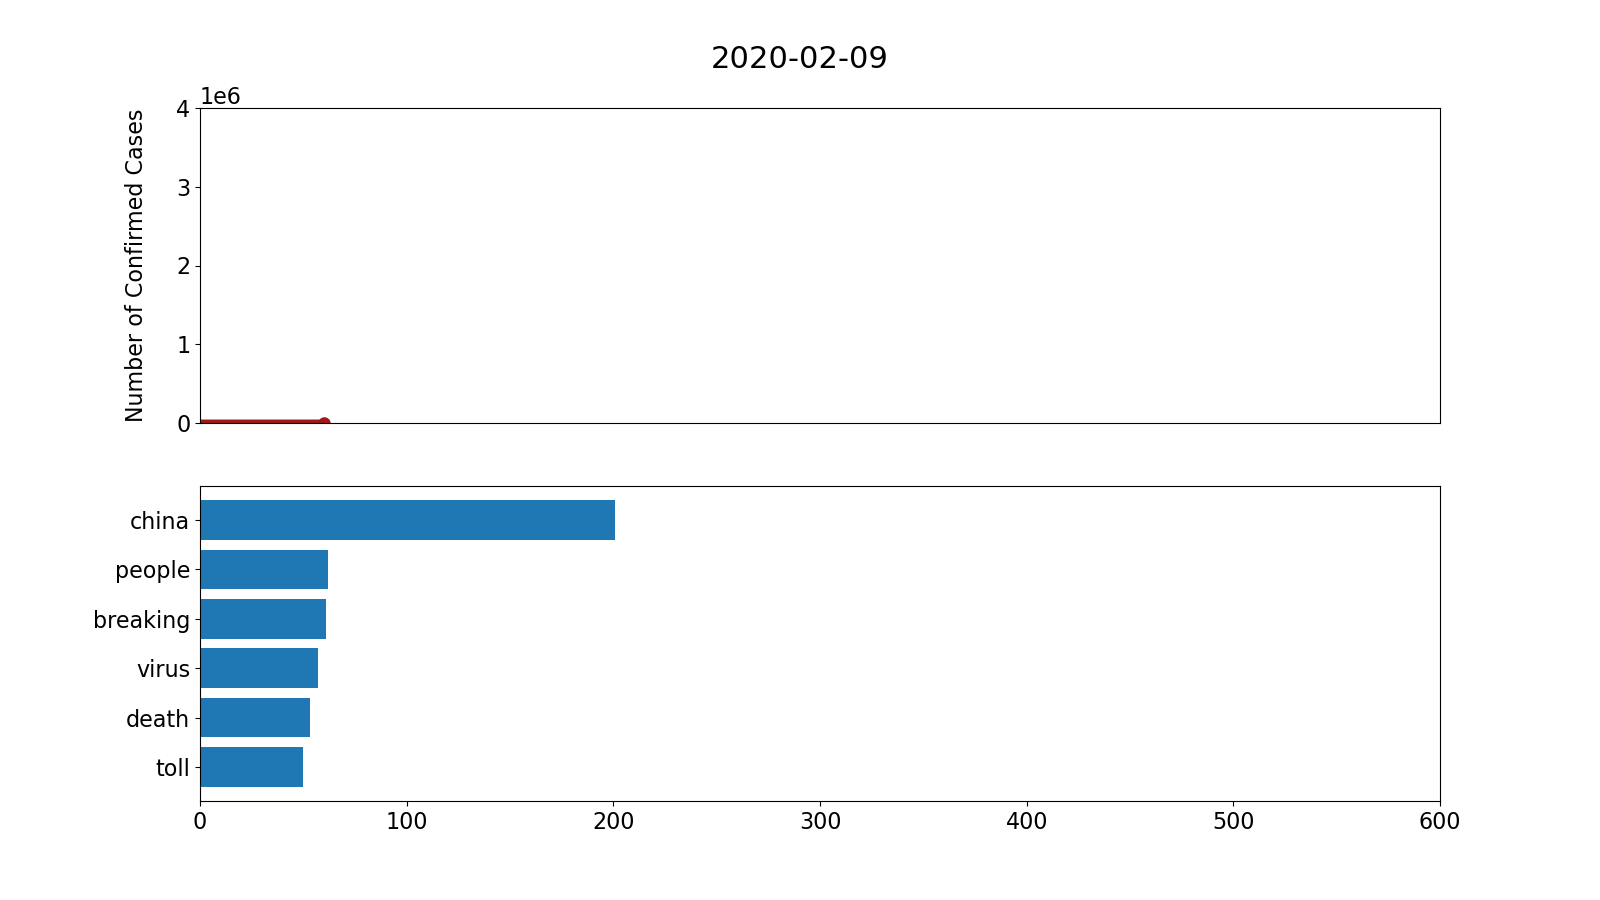 2020-02-09
1e6
4
3
2
1
0
Number of Confirmed Cases
china
people
breaking
virus
death
toll
0 100 200 300 400 500 600